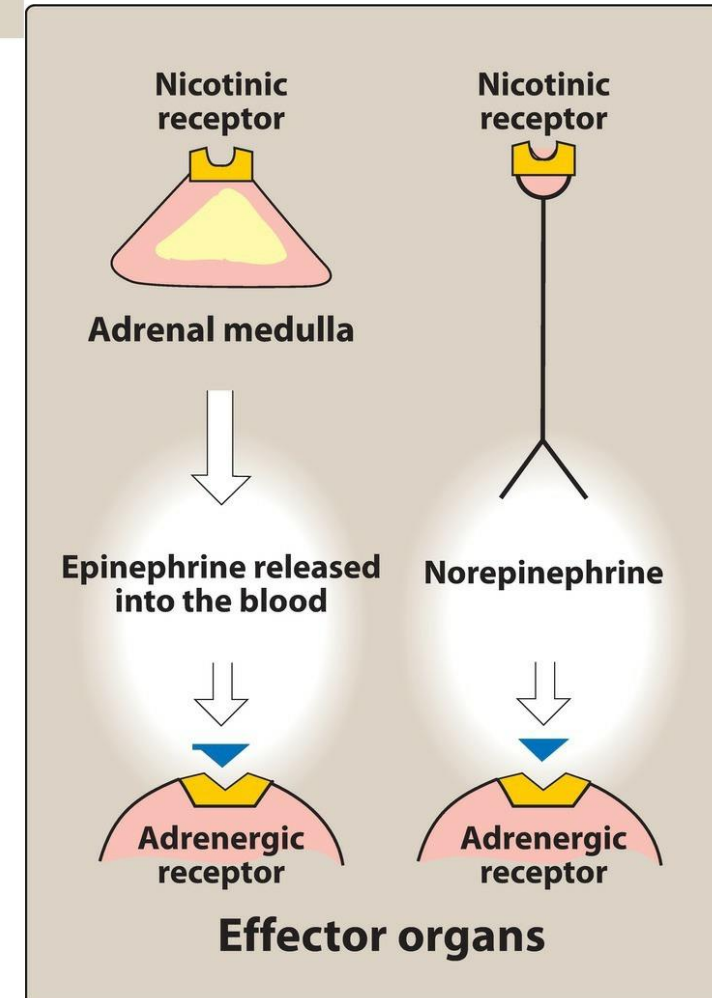 Nicotinic
receptor
Adrenal medulla
Epinephrine released
into the blood
Adrenergic
receptor
Nicotinic
receptor
Norepinephrine
Adrenergic
receptor
Effector organs